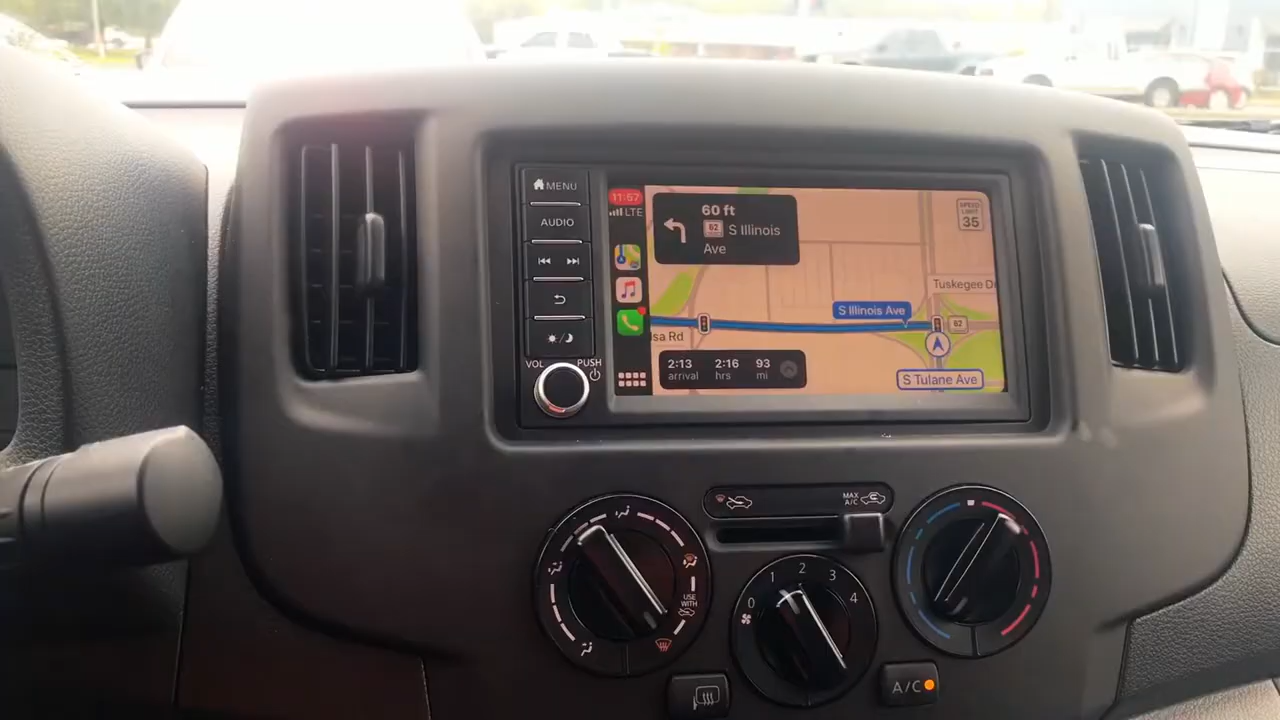 MENU
AUDIO
VOL
PUSH
11:57
LTE
60 ft
62 S Illinois
Ave
SPEED
LIMIT
35
Tuskegee D
S Illinois Ave
62
lsa Rd
2:13 2:16 93
arrival hrs mi
S Tulane Ave
MAX
A/C
USE
WITH
0 1 2 3 4
A/C